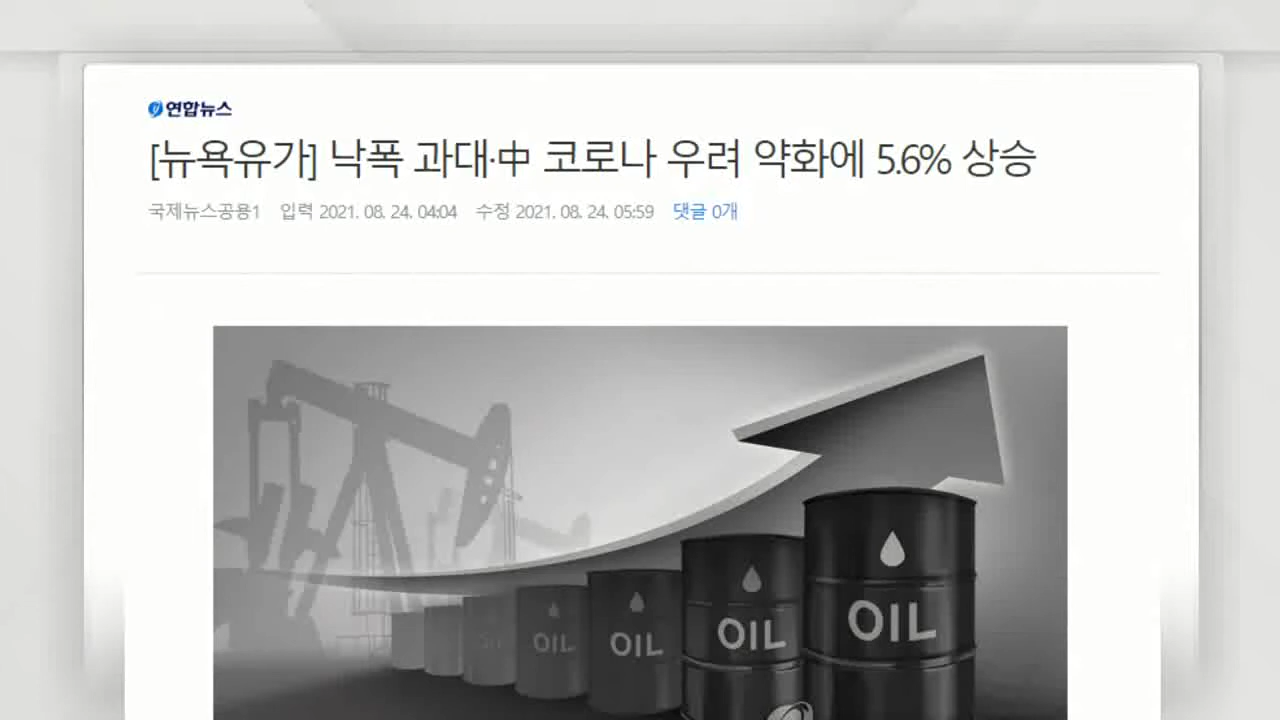 연합뉴스
[뉴욕유가] 낙폭 과대·中 코로나 우려 약화에 5.6% 상승
국제뉴스공용1 입력 2021. 08. 24. 04:04 수정 2021. 08. 24. 05:59 댓글 0개
OIL OIL OIL OIL